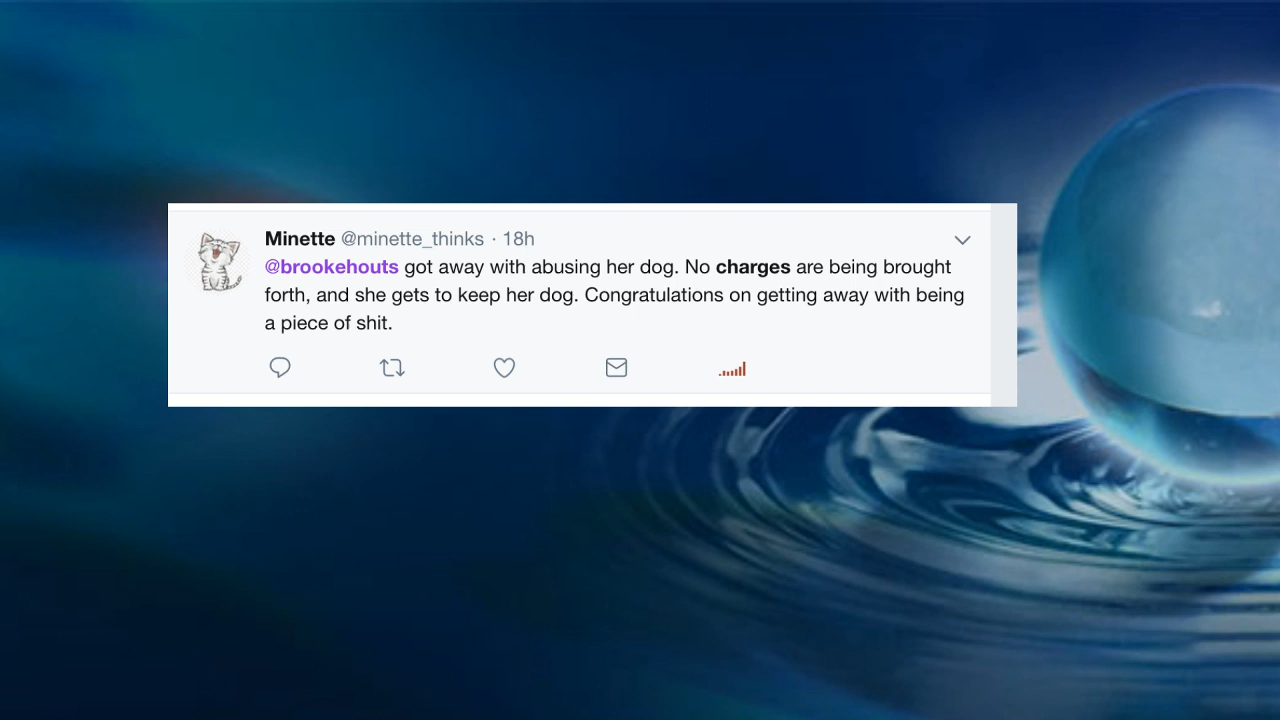 Minette @minette_thinks · 18h
@brookehouts got away with abusing her dog. No charges are being brought
forth, and she gets to keep her dog. Congratulations on getting away with being
a piece of shit.